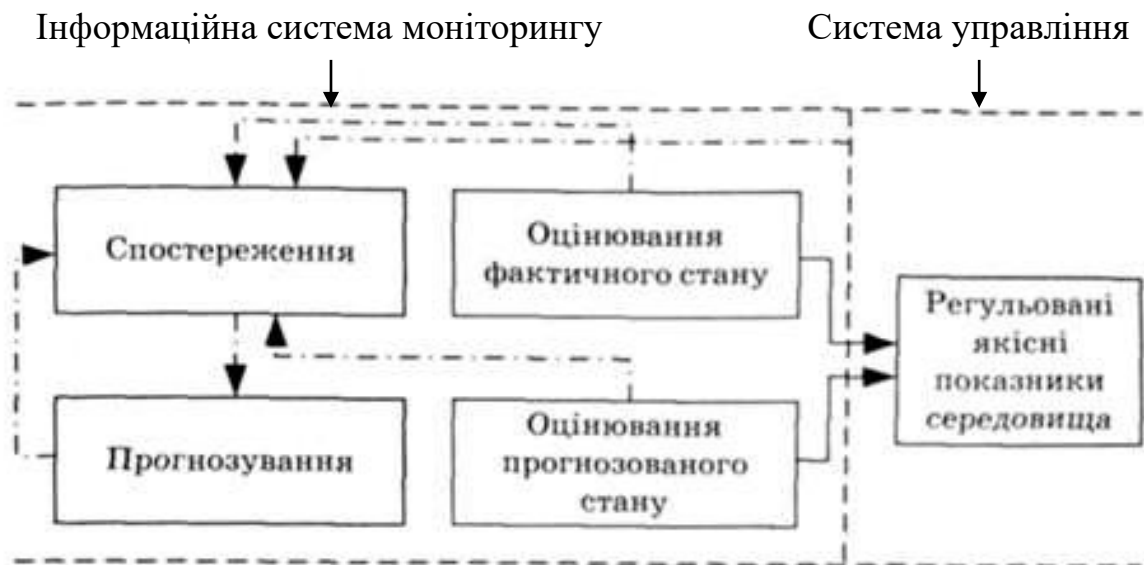 Інформаційна система моніторингу
Система управління
Спостереження
Оцінювання
фактичного стану
Регульовані
якісні
показники
середовища
Прогнозування
Оцінювання
прогнозованого
стану